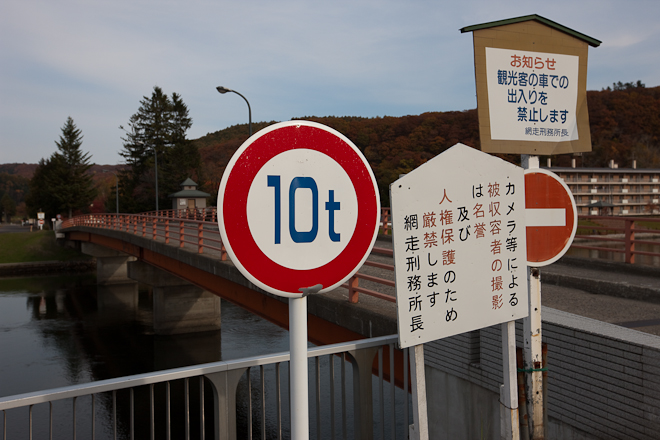 10t
お知らせ
観光客の車での
出入りを
禁止します
網走刑務所長
カメラ等による
被収容者の撮影
は名誉
及び
人権保護のため
厳禁します
網走刑務所長